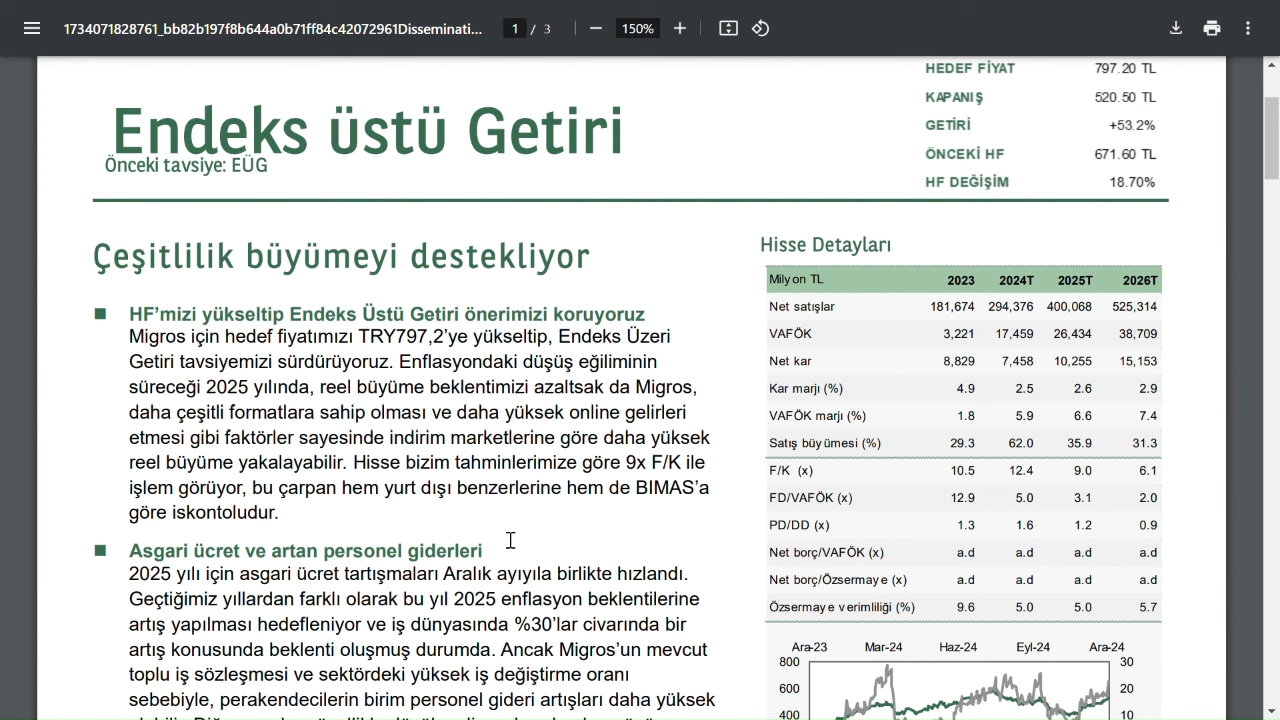 1734071828761_bb82b197f8b644a0b71ff84c42072961Disseminati... 1 / 3 150%
HEDEF FİYAT 797.20 TL
KAPANIŞ 520.50 TL
GETİRİ +53.2%
ÖNCEKİ HF 671.60 TL
HF DEĞİŞİM 18.70%
Endeks üstü Getiri
Önceki tavsiye: EÜG
Çeşitlilik büyümeyi destekliyor
HF’mizi yükseltip Endeks Üstü Getiri önerimizi koruyoruz
Migros için hedef fiyatımızı TRY797,2’ye yükseltip, Endeks Üzeri
Getiri tavsiyemizi sürdürüyoruz. Enflasyondaki düşüş eğiliminin
süreceği 2025 yılında, reel büyüme beklentimizi azaltsak da Migros,
daha çeşitli formatlara sahip olması ve daha yüksek online gelirleri
etmesi gibi faktörler sayesinde indirim marketlerine göre daha yüksek
reel büyüme yakalayabilir. Hisse bizim tahminlerimize göre 9x F/K ile
işlem görüyor, bu çarpan hem yurt dışı benzerlerine hem de BIMAS’a
göre iskontoludur.
Asgari ücret ve artan personel giderleri
2025 yılı için asgari ücret tartışmaları Aralık ayıyla birlikte hızlandı.
Geçtiğimiz yıllardan farklı olarak bu yıl 2025 enflasyon beklentilerine
artış yapılması hedefleniyor ve iş dünyasında %30’lar civarında bir
artış konusunda beklenti oluşmuş durumda. Ancak Migros’un mevcut
toplu iş sözleşmesi ve sektördeki yüksek iş değiştirme oranı
sebebiyle, perakendecilerin birim personel gideri artışları daha yüksek
Hisse Detayları
Milyon TL 2023 2024T 2025T 2026T
Net satışlar 181,674 294,376 400,068 525,314
VAFÖK 3,221 17,459 26,434 38,709
Net kar 8,829 7,458 10,255 15,153
Kar marjı (%) 4.9 2.5 2.6 2.9
VAFÖK marjı (%) 1.8 5.9 6.6 7.4
Satış büyümesi (%) 29.3 62.0 35.9 31.3
F/K (x) 10.5 12.4 9.0 6.1
FD/VAFÖK (x) 12.9 5.0 3.1 2.0
PD/DD (x) 1.3 1.6 1.2 0.9
Net borç/VAFÖK (x) a.d a.d a.d a.d
Net borç/Özsermaye (x) a.d a.d a.d a.d
Özsermaye verimliliği (%) 9.6 5.0 5.0 5.7
Ara-23 Mar-24 Haz-24 Eyl-24 Ara-24
800 30
600 20
400 10